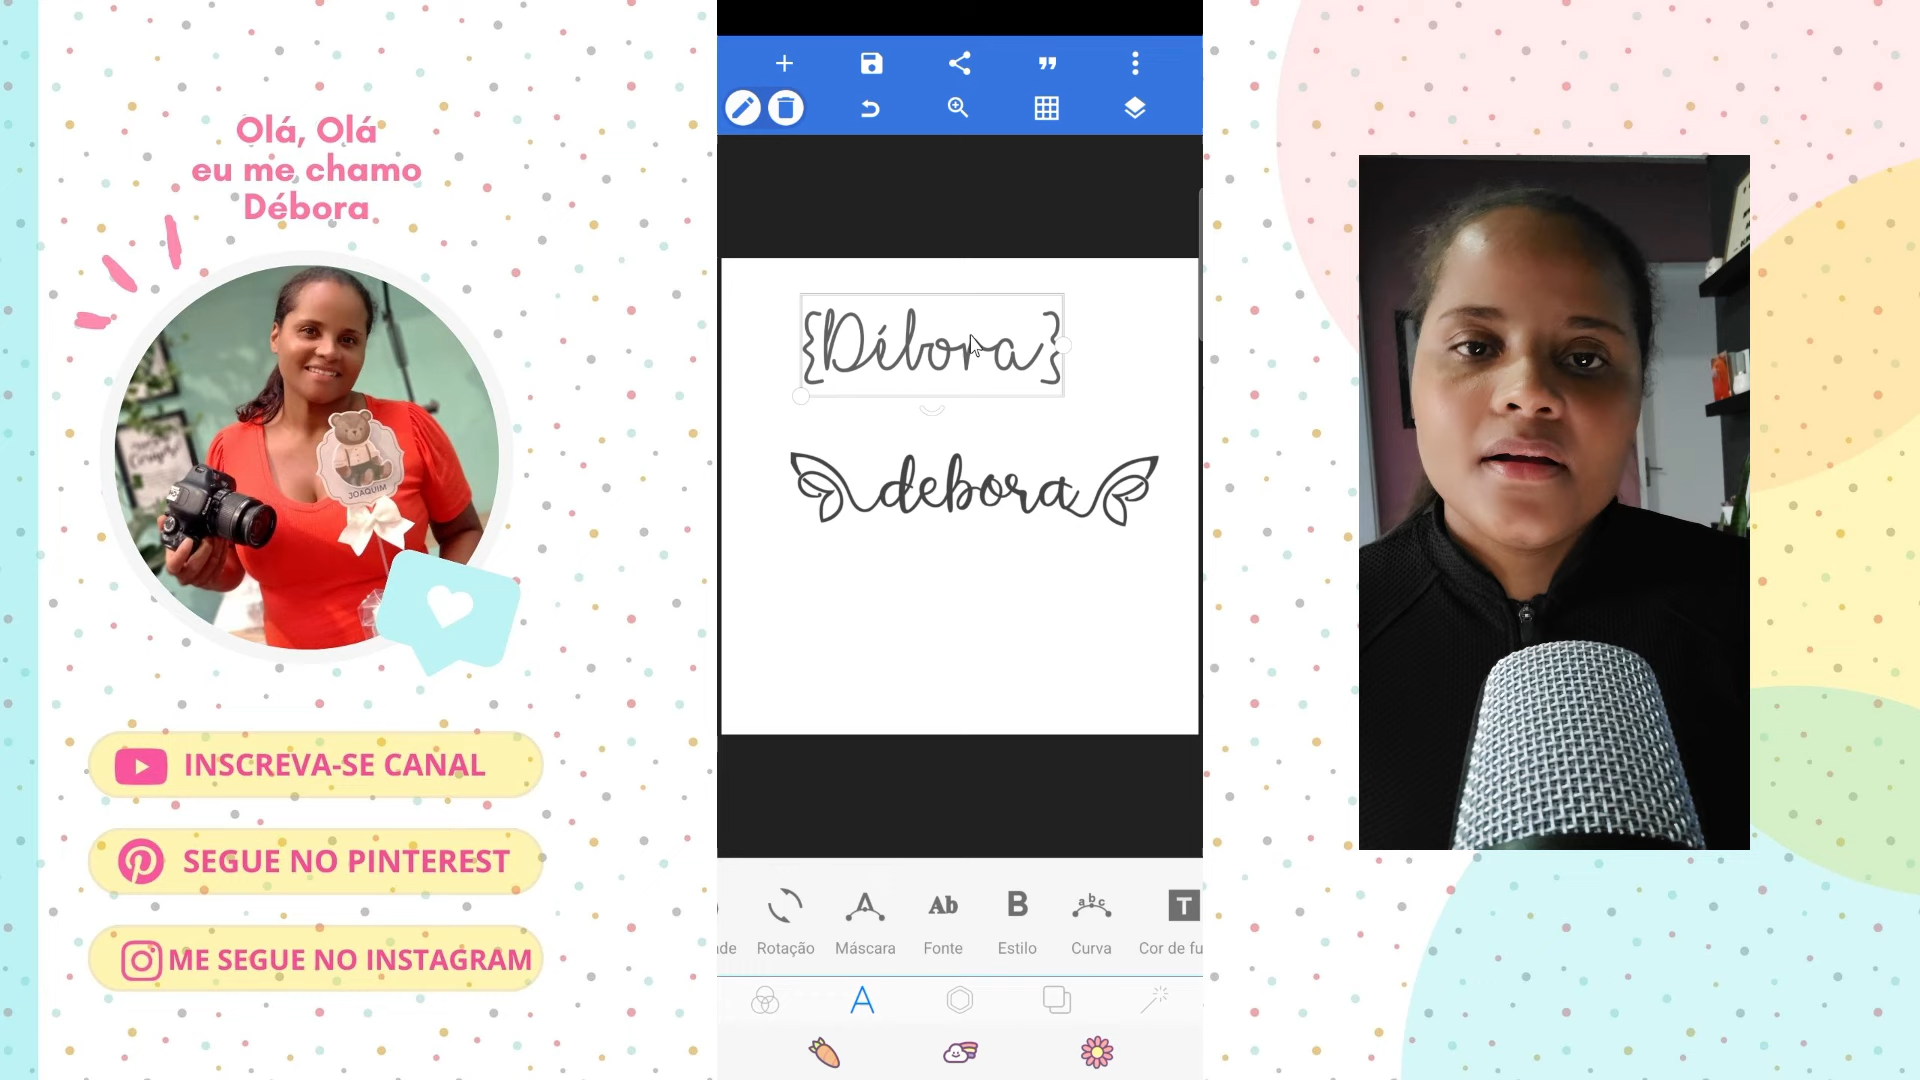 Olá, Olá
eu me chamo
Débora
JOAQUIM
INSCREVA-SE CANAL
SEGUE NO PINTEREST
ME SEGUE NO INSTAGRAM
{Débora}
debora
de Rotação Máscara Ab Fonte B Estilo abc Curva T Cor de fu
A